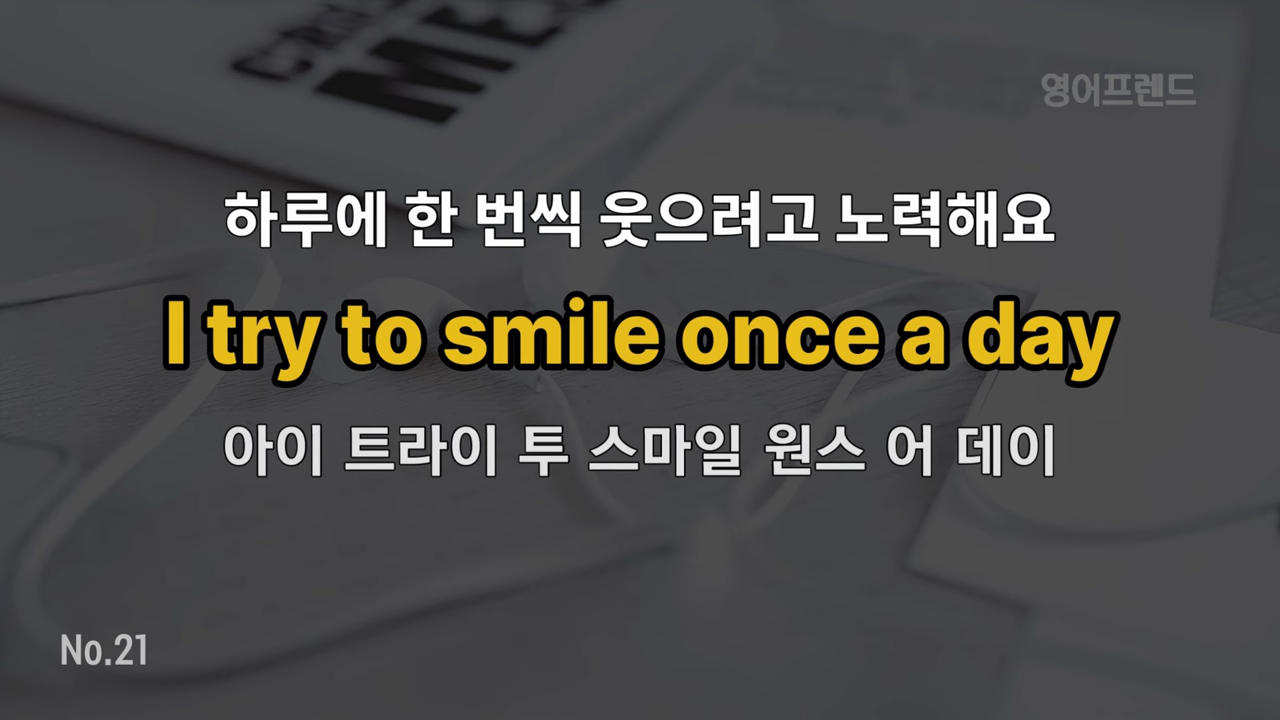 영어프렌드
하루에 한 번씩 웃으려고 노력해요
I try to smile once a day
아이 트라이 투 스마일 원스 어 데이
No.21